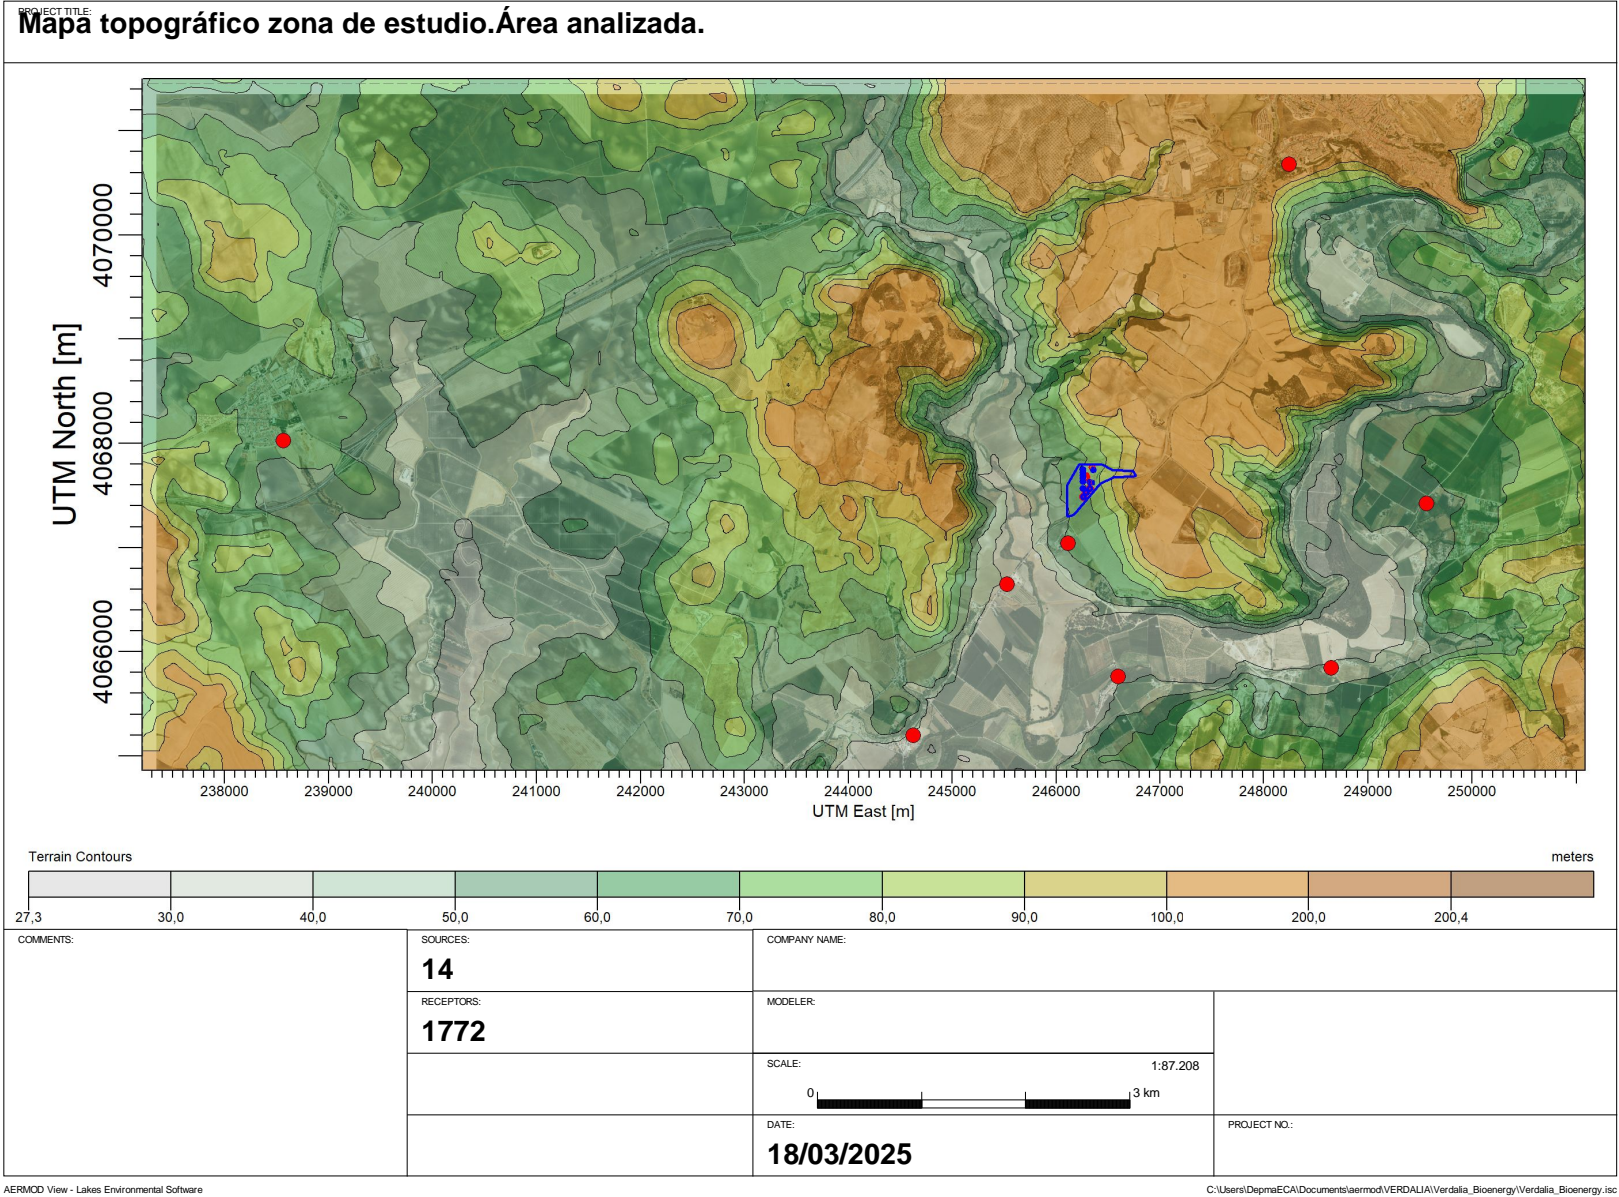 PROJECT TITLE:
Mapa topográfico zona de estudio.Área analizada.
UTM North [m]
4070000
4068000
4066000
238000 239000 240000 241000 242000 243000 244000 245000 246000 247000 248000 249000 250000
UTM East [m]
Terrain Contours meters
27,3 30,0 40,0 50,0 60,0 70,0 80,0 90,0 100,0 200,0 200,4
COMMENTS:
SOURCES:
14
COMPANY NAME:
RECEPTORS:
1772
MODELER:
SCALE: 1:87.208
0 3 km
DATE:
18/03/2025
PROJECT NO.:
AERMOD View - Lakes Environmental Software
C:\Users\DepmaECA\Documents\aermod\VERDALIA\Verdalia_Bioenergy\Verdalia_Bioenergy.isc